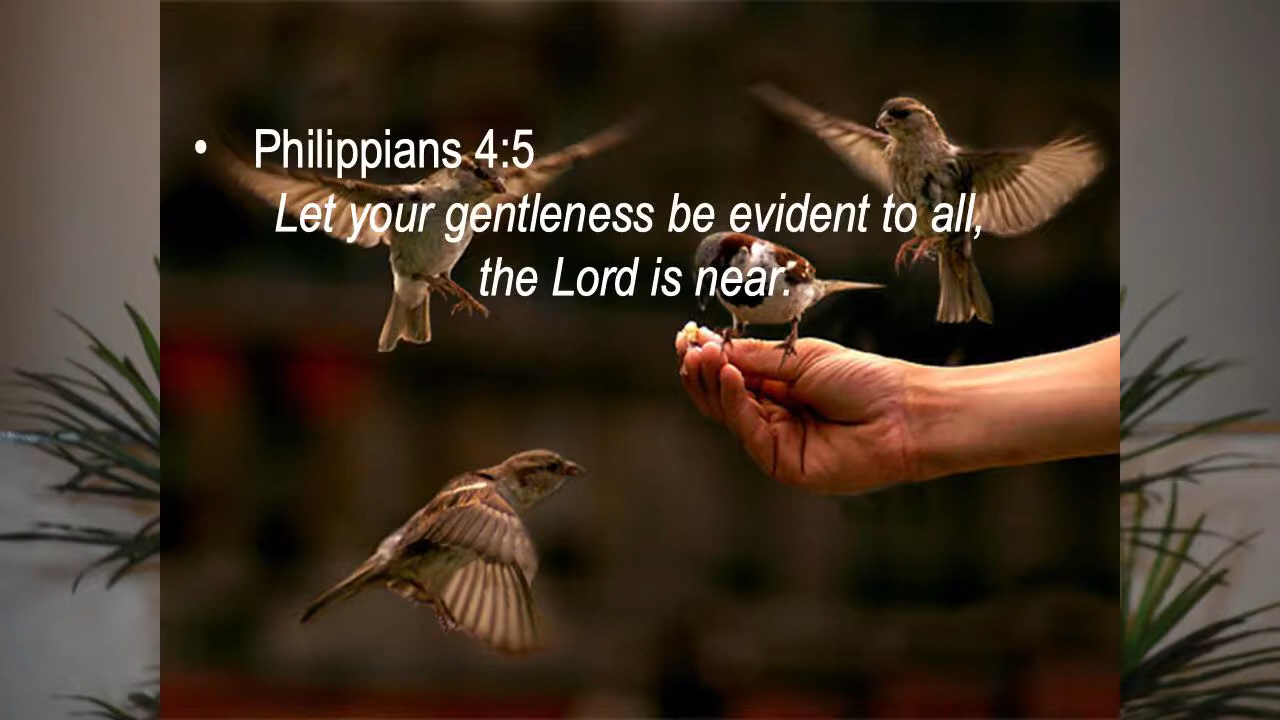 • Philippians 4:5
Let your gentleness be evident to all,
the Lord is near.